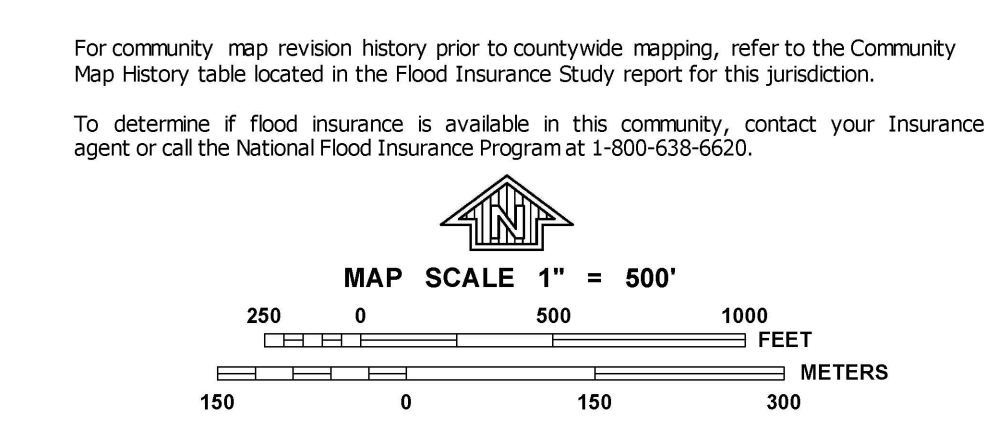 For community map revision history prior to countywide mapping, refer to the Community
Map History table located in the Flood Insurance Study report for this jurisdiction.
To determine if flood insurance is available in this community, contact your Insurance
agent or call the National Flood Insurance Program at 1-800-638-6620.
N
MAP SCALE 1" = 500'
250 0 500 1000
FEET
METERS
150 0 150 300